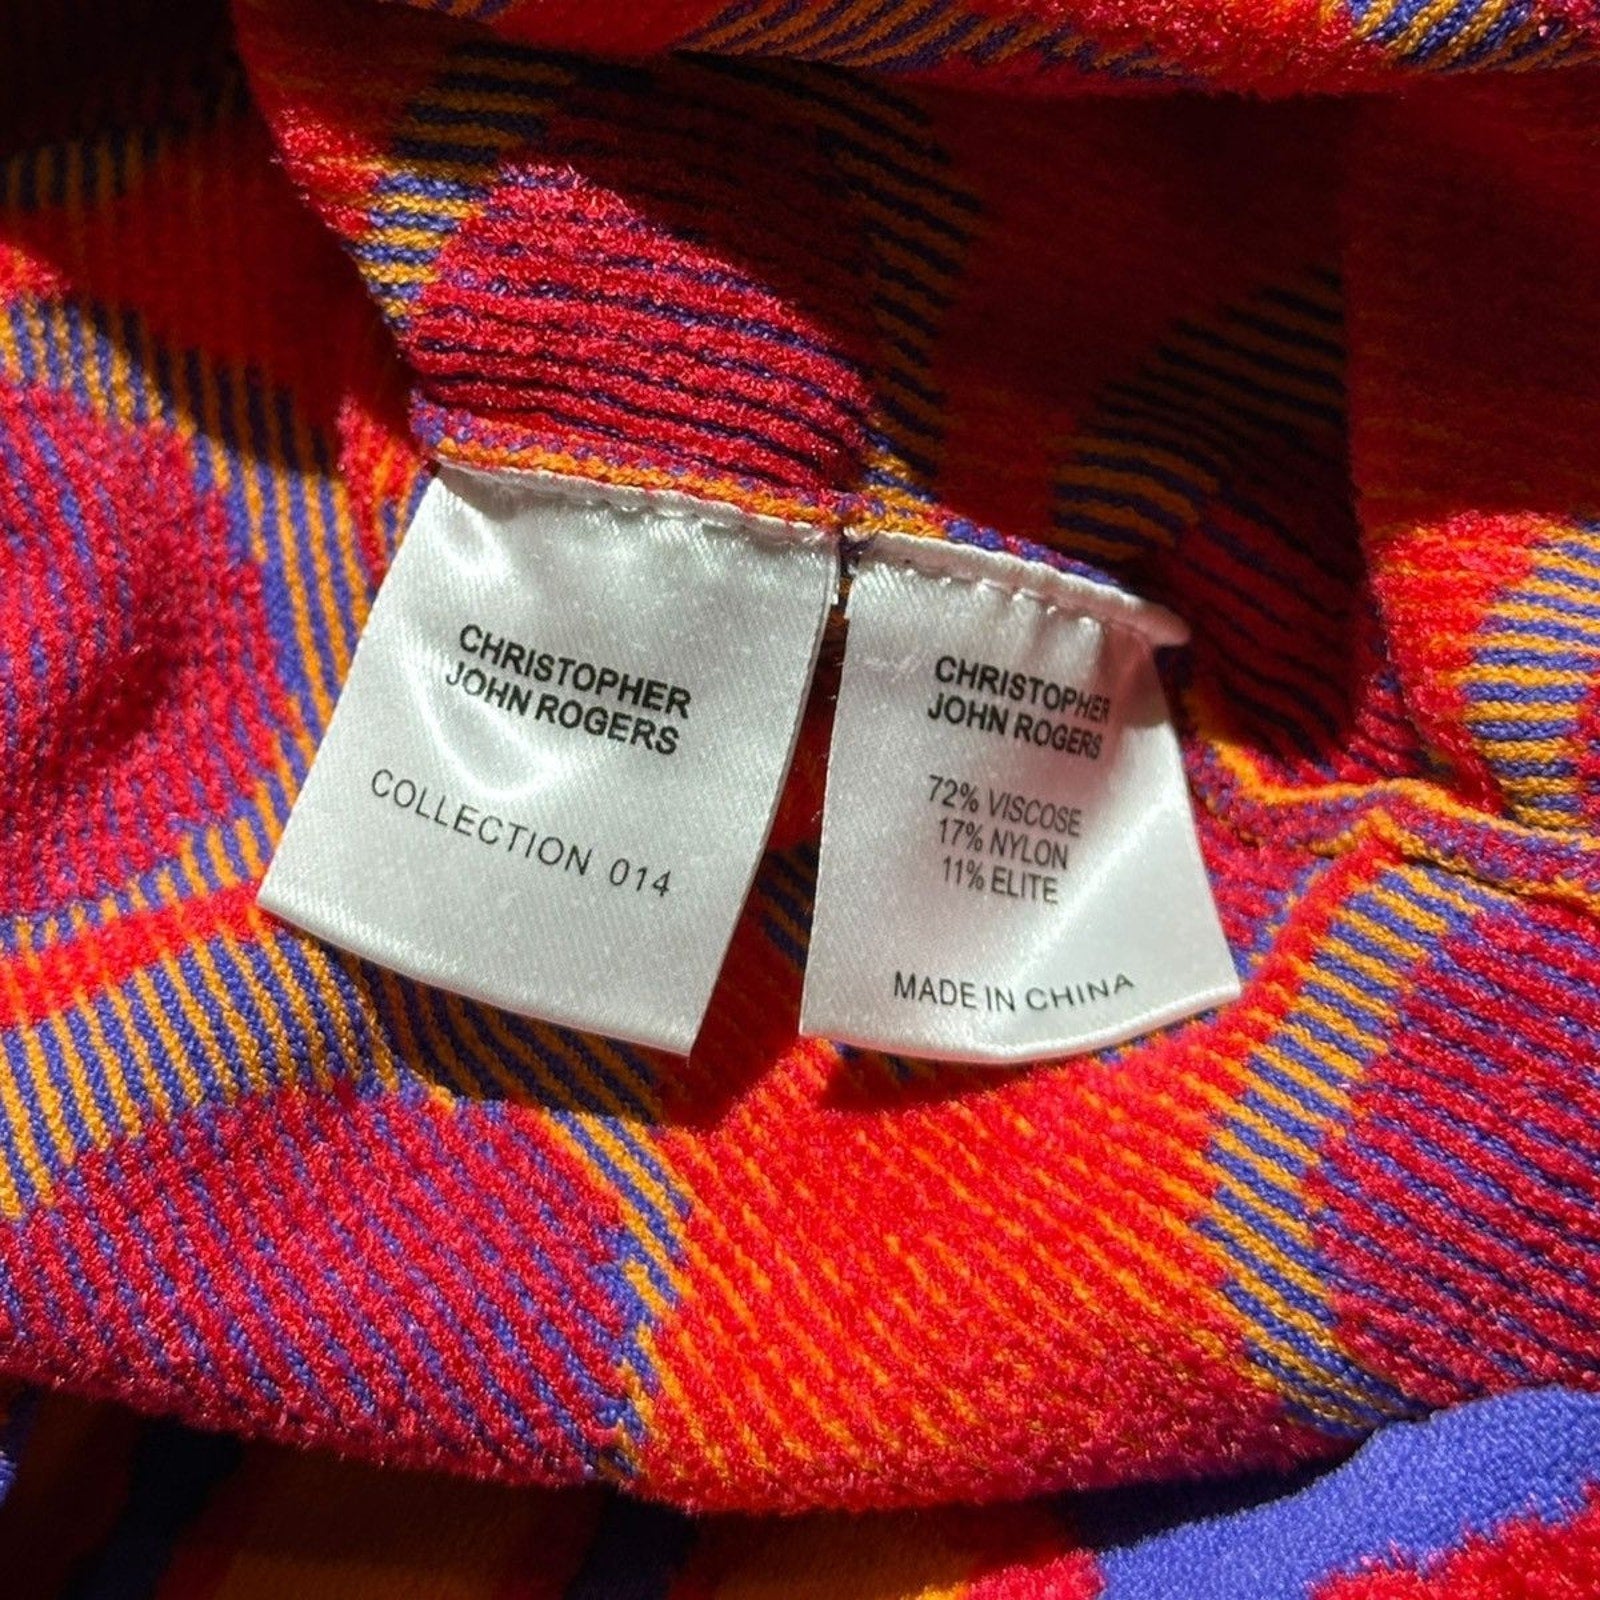 CHRISTOPHER
JOHN ROGERS
COLLECTION 014
CHRISTOPHER
JOHN ROGERS
72% VISCOSE
17% NYLON
11% ELITE
MADE IN CHINA